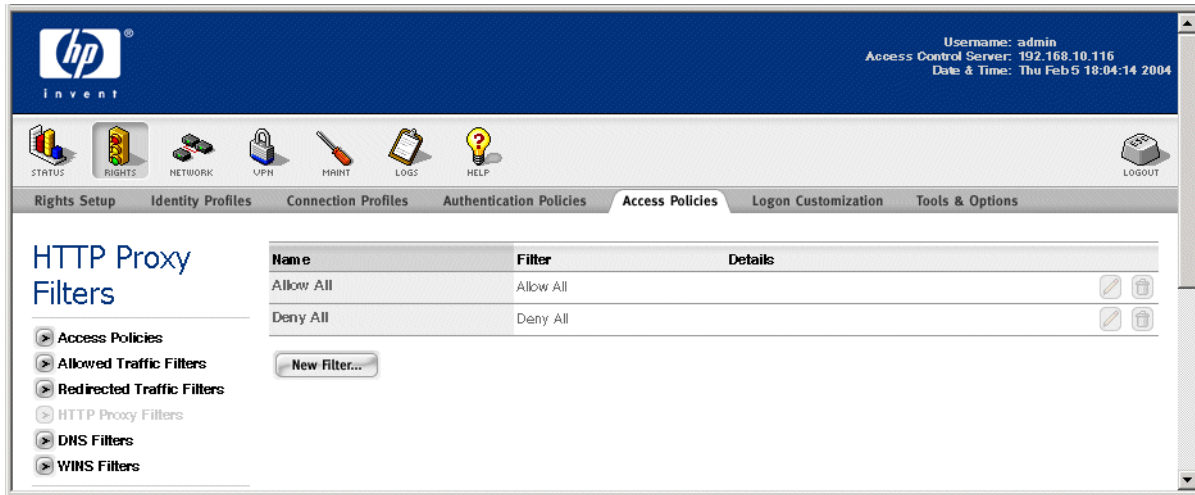 hp
®
invent
Username: admin
Access Control Server: 192.168.10.116
Date & Time: Thu Feb 5 18:04:14 2004
STATUS RIGHTS NETWORK VPN MAINT LOGS HELP LOGOUT
Rights Setup Identity Profiles Connection Profiles Authentication Policies Access Policies Logon Customization Tools & Options
HTTP Proxy
Filters
Access Policies
Allowed Traffic Filters
Redirected Traffic Filters
HTTP Proxy Filters
DNS Filters
WINS Filters
Name Filter Details
Allow All Allow All
Deny All Deny All
New Filter...